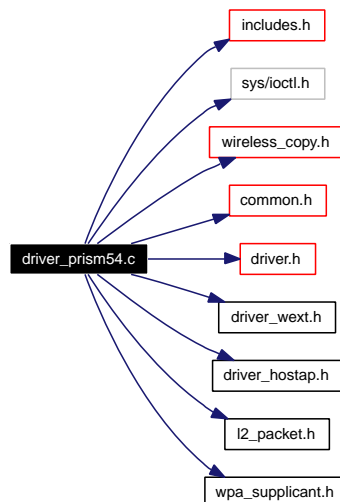 includes.h
sys/ioctl.h
wireless_copy.h
common.h
driver_prism54.c
driver.h
driver_wext.h
driver_hostap.h
l2_packet.h
wpa_supplicant.h